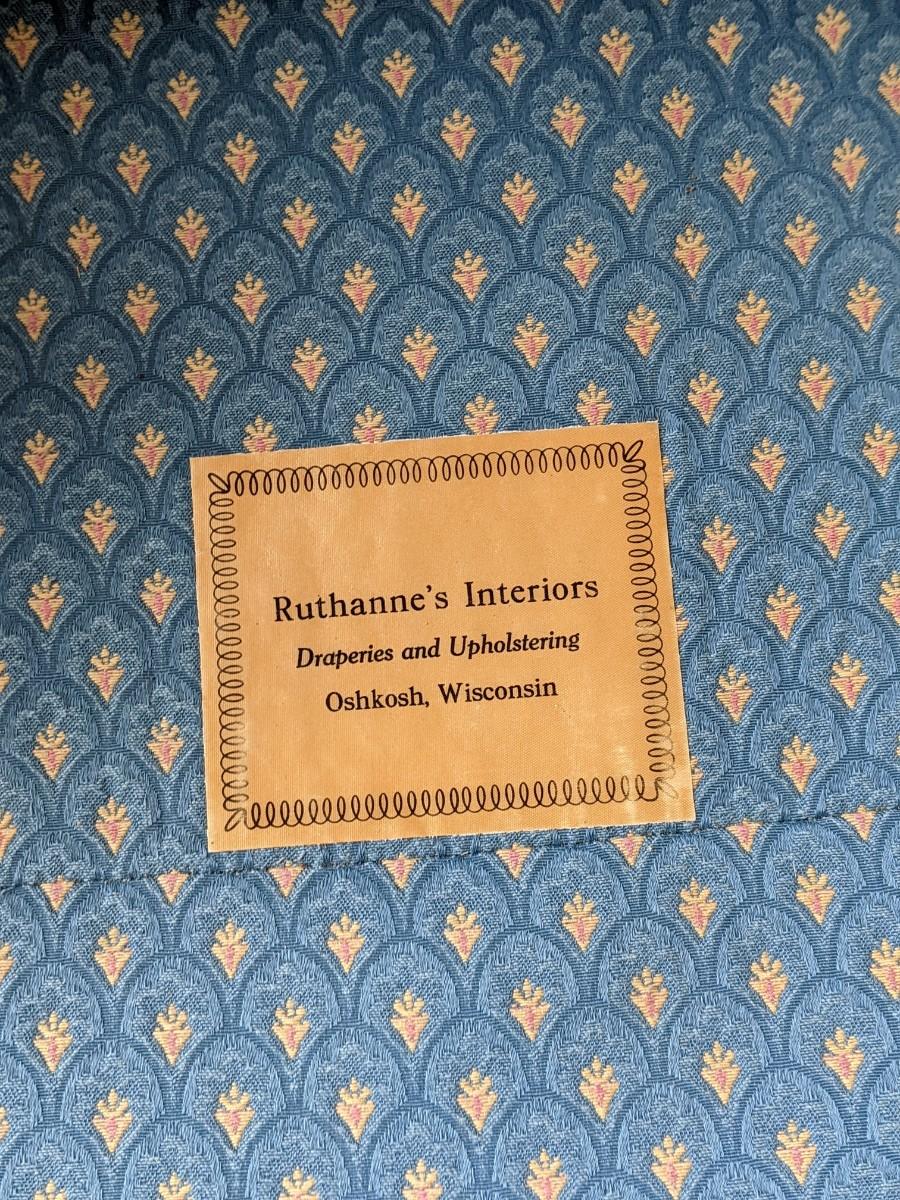 Ruthanne's Interiors
Draperies and Upholstering
Oshkosh, Wisconsin